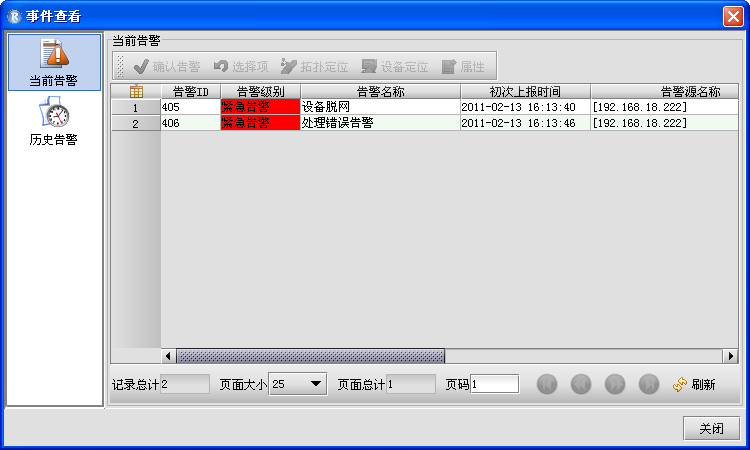 事件查看
当前告警
历史告警
当前告警
确认告警 选择项 拓扑定位 设备定位 属性
告警ID 告警级别 告警名称 初次上报时间 告警源名称
1 405 紧急告警 设备脱网 2011-02-13 16:13:40 [192.168.18.222]
2 406 紧急告警 处理错误告警 2011-02-13 16:13:46 [192.168.18.222]
记录总计 2 页面大小 25 页面总计 1 页码 1 刷新
关闭